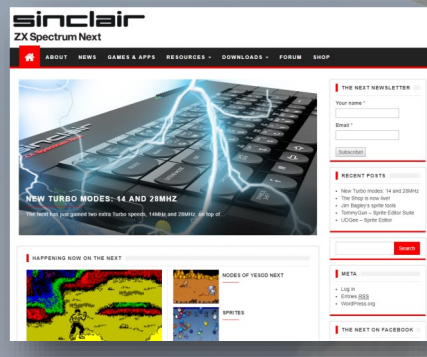 sinclair
ZX Spectrum Next
ABOUT NEWS GAMES & APPS RESOURCES DOWNLOADS FORUM SHOP
sinclair
NEW TURBO MODES: 14 AND 28MHZ
The Next has just gained two extra Turbo speeds, 14MHz and 28MHz, on top of
HAPPENING NOW ON THE NEXT
NODES OF YESOD NEXT
SPRITES
THE NEXT NEWSLETTER
Your name *
Email *
Subscribe!
RECENT POSTS
New Turbo modes: 14 and 28MHz
The Shop is now live!
Jim Bagley's sprite tools
TommyGun – Sprite Editor Suite
UDGee – Sprite Editor
Search
META
Log in
Entries RSS
WordPress.org
THE NEXT ON FACEBOOK